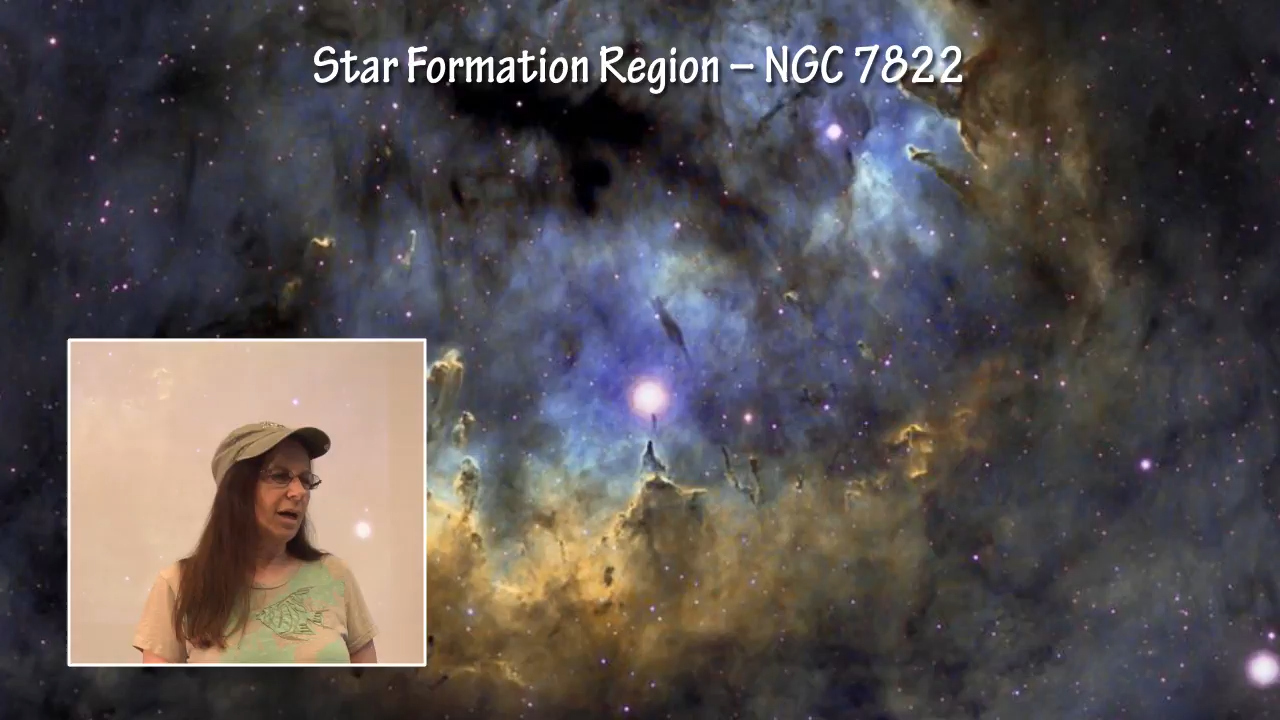 Star Formation Region – NGC 7822